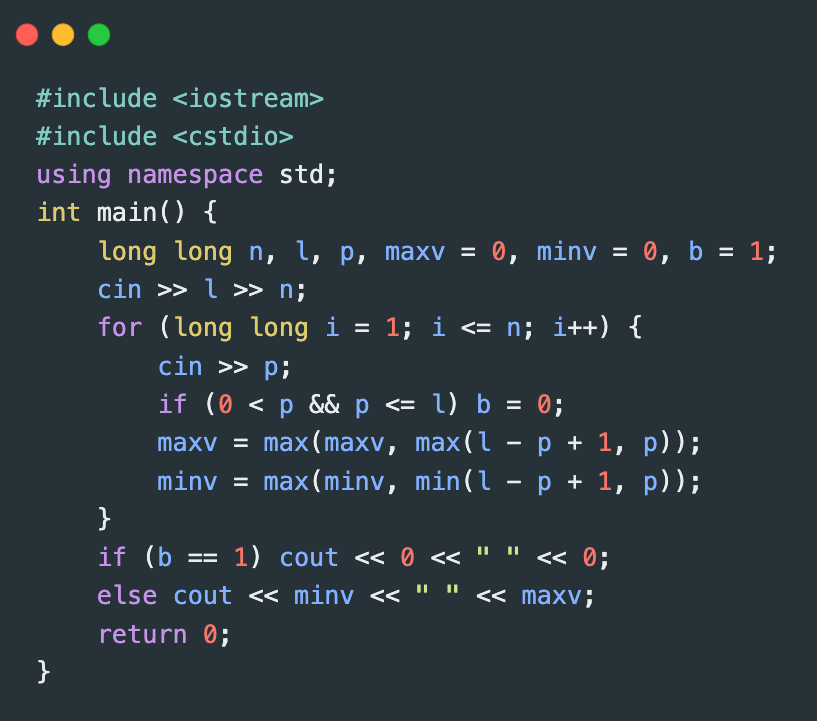 #include <iostream>
#include <cstdio>
using namespace std;
int main() {
    long long n, l, p, maxv = 0, minv = 0, b = 1;
    cin >> l >> n;
    for (long long i = 1; i <= n; i++) {
        cin >> p;
        if (0 < p && p <= l) b = 0;
        maxv = max(maxv, max(l - p + 1, p));
        minv = max(minv, min(l - p + 1, p));
    }
    if (b == 1) cout << 0 << " " << 0;
    else cout << minv << " " << maxv;
    return 0;
}